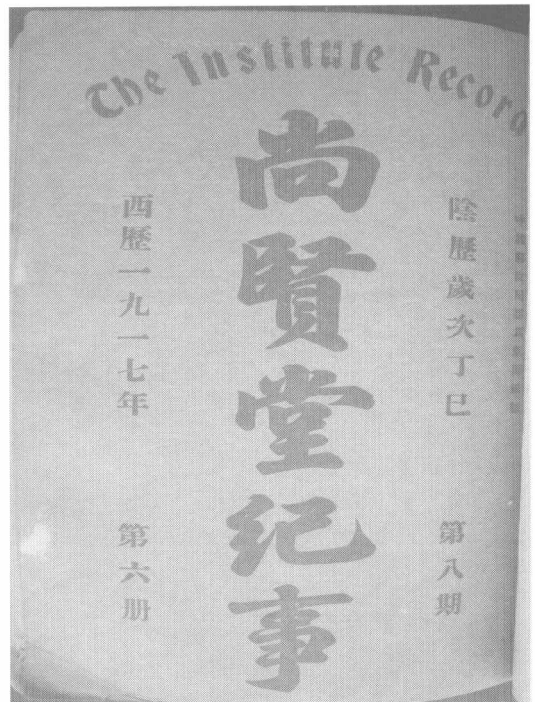 The Institute Record
陰歷歲次丁巳
第八期
尚賢堂紀事
西歷一九一七年
第六册